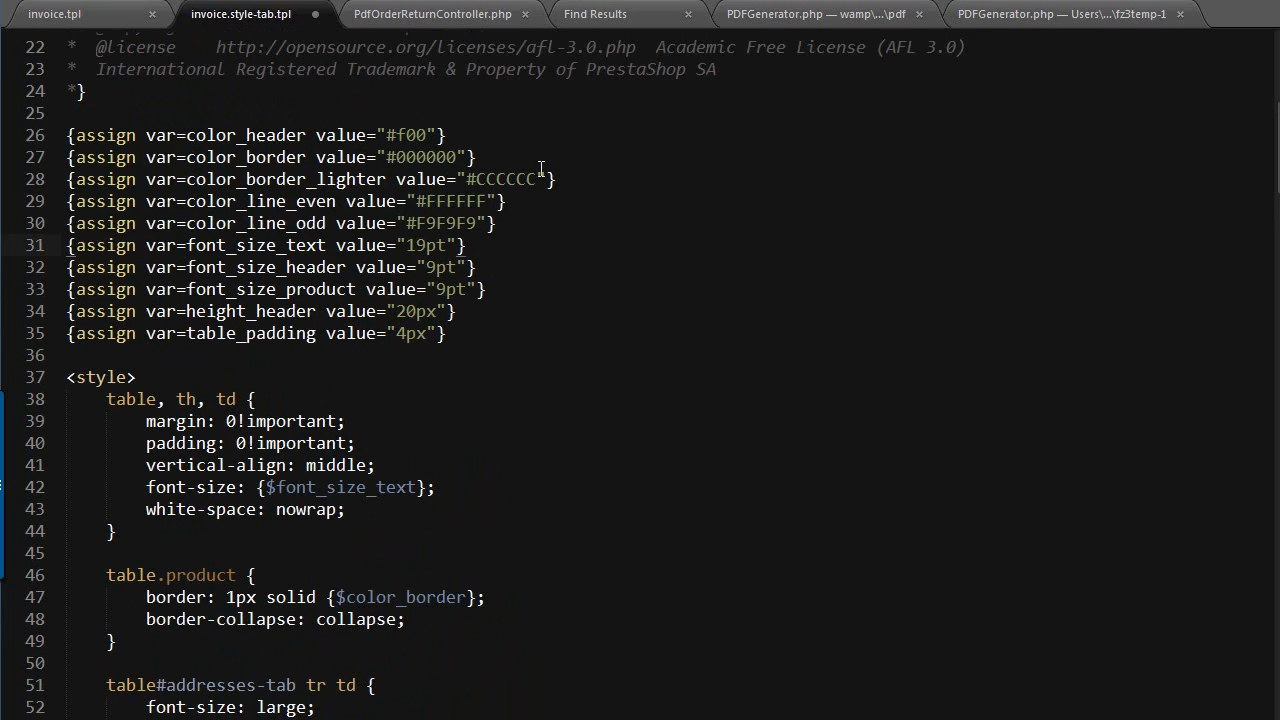 invoice.tpl × invoice.style-tab.tpl PdfOrderReturnController.php × Find Results × PDFGenerator.php — wamp\...\pdf × PDFGenerator.php — Users\...\fz3temp-1 ×
22 * @license http://opensource.org/licenses/afl-3.0.php Academic Free License (AFL 3.0)
23 * International Registered Trademark & Property of PrestaShop SA
24 *}
25
26 {assign var=color_header value="#f00"}
27 {assign var=color_border value="#000000"}
28 {assign var=color_border_lighter value="#CCCCCC"}
29 {assign var=color_line_even value="#FFFFFF"}
30 {assign var=color_line_odd value="#F9F9F9"}
31 {assign var=font_size_text value="19pt"}
32 {assign var=font_size_header value="9pt"}
33 {assign var=font_size_product value="9pt"}
34 {assign var=height_header value="20px"}
35 {assign var=table_padding value="4px"}
36
37 <style>
38 table, th, td {
39 margin: 0!important;
40 padding: 0!important;
41 vertical-align: middle;
42 font-size: {$font_size_text};
43 white-space: nowrap;
44 }
45
46 table.product {
47 border: 1px solid {$color_border};
48 border-collapse: collapse;
49 }
50
51 table#addresses-tab tr td {
52 font-size: large;